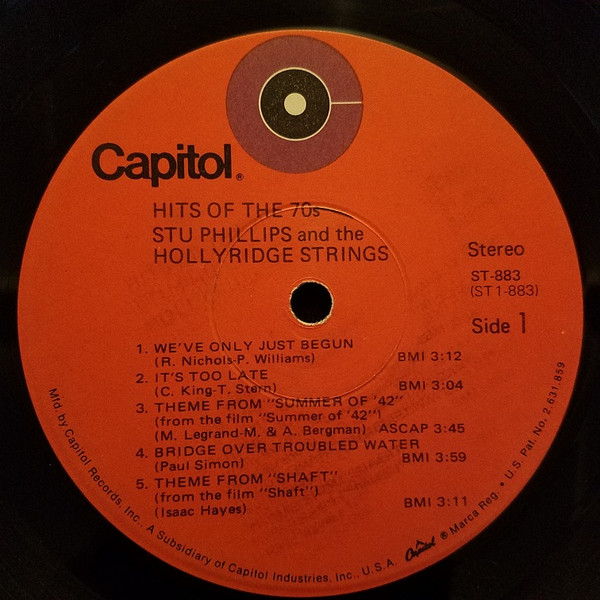 Capitol®
HITS OF THE 70s
STU PHILLIPS and the
HOLLYRIDGE STRINGS
Stereo
ST-883
(ST1-883)
Side 1
1. WE'VE ONLY JUST BEGUN
(R. Nichols-P. Williams) BMI 3:12
2. IT'S TOO LATE
(C. King-T. Stern) BMI 3:04
3. THEME FROM "SUMMER OF '42"
(from the film "Summer of '42")
(M. Legrand-M. & A. Bergman) ASCAP 3:45
4. BRIDGE OVER TROUBLED WATER
(Paul Simon) BMI 3:59
5. THEME FROM "SHAFT"
(from the film "Shaft")
(Isaac Hayes) BMI 3:11
Mfd. by Capitol Records, Inc., A Subsidiary of Capitol Industries, Inc., U.S.A. Capitol ® Marca Reg. • U.S. Pat. No. 2,631,859